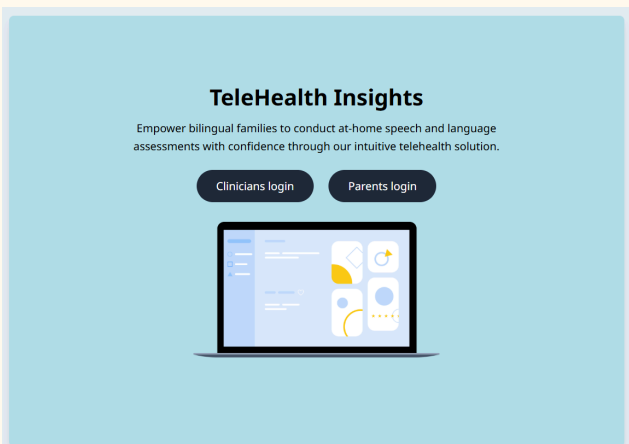 TeleHealth Insights
Empower bilingual families to conduct at-home speech and language
assessments with confidence through our intuitive telehealth solution.
Clinicians login
Parents login